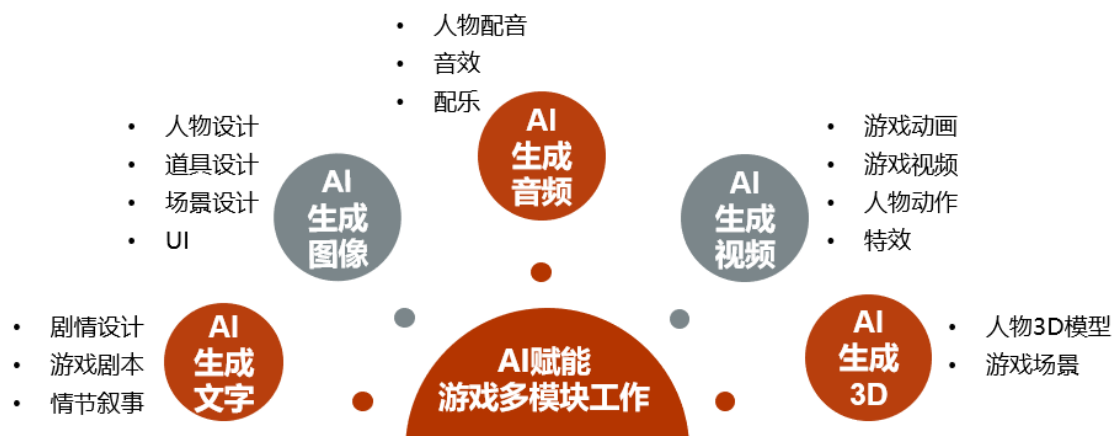 • 人物配音
• 音效
• 配乐
AI
生成
音频
• 人物设计
• 道具设计
• 场景设计
• UI
AI
生成
图像
AI
生成
视频
• 游戏动画
• 游戏视频
• 人物动作
• 特效
• 剧情设计
• 游戏剧本
• 情节叙事
AI
生成
文字
AI赋能
游戏多模块工作
AI
生成
3D
• 人物3D模型
• 游戏场景